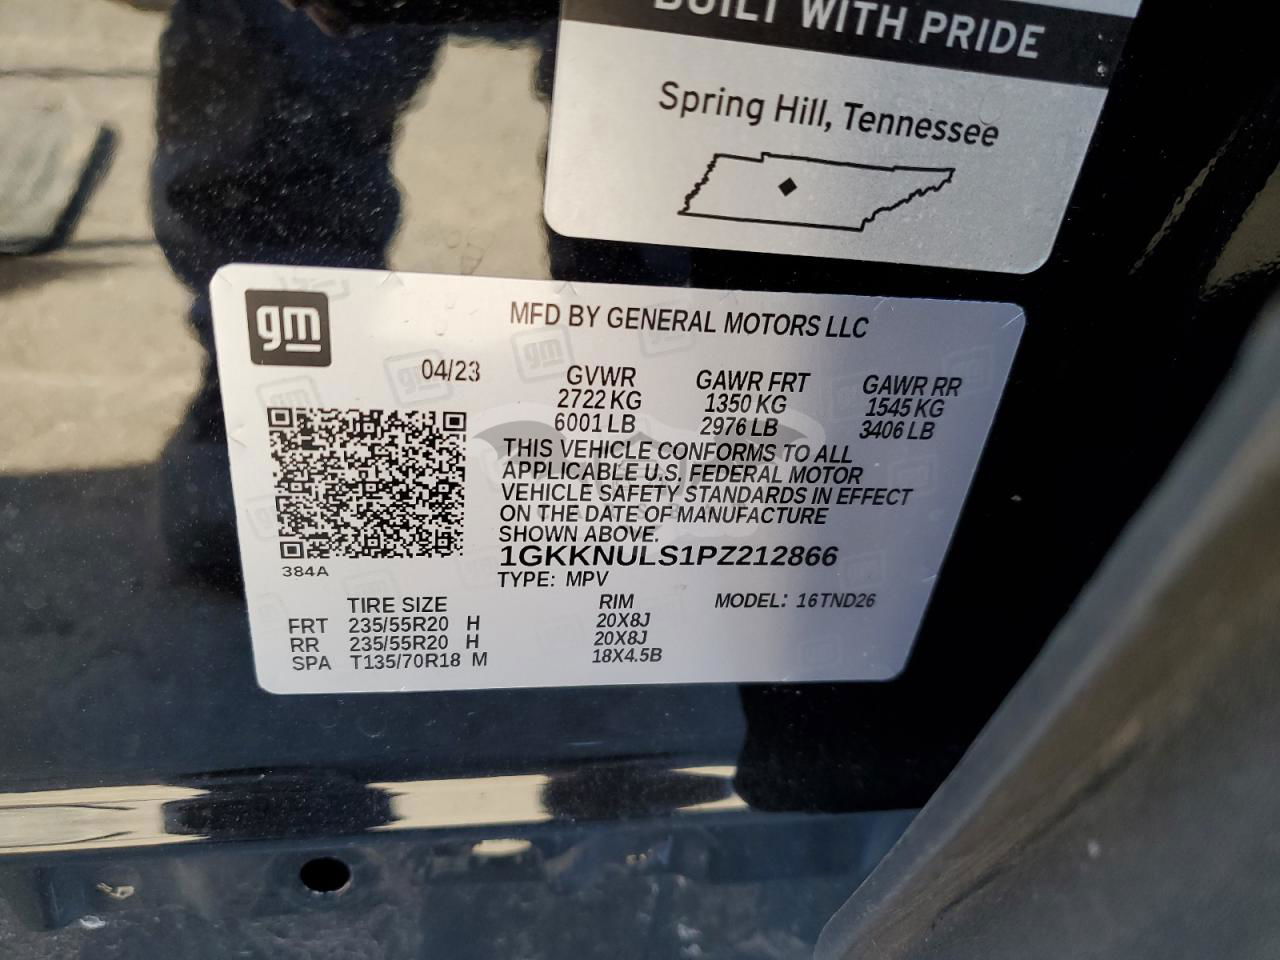 BUILT WITH PRIDE
Spring Hill, Tennessee
gm
MFD BY GENERAL MOTORS LLC
04/23
GVWR GAWR FRT GAWR RR
2722 KG 1350 KG 1545 KG
6001 LB 2976 LB 3406 LB
THIS VEHICLE CONFORMS TO ALL
APPLICABLE U.S. FEDERAL MOTOR
VEHICLE SAFETY STANDARDS IN EFFECT
ON THE DATE OF MANUFACTURE
SHOWN ABOVE.
1GKKNULS1PZ212866
384A
TYPE: MPV
TIRE SIZE RIM MODEL: 16TND26
FRT 235/55R20 H 20X8J
RR 235/55R20 H 20X8J
SPA T135/70R18 M 18X4.5B